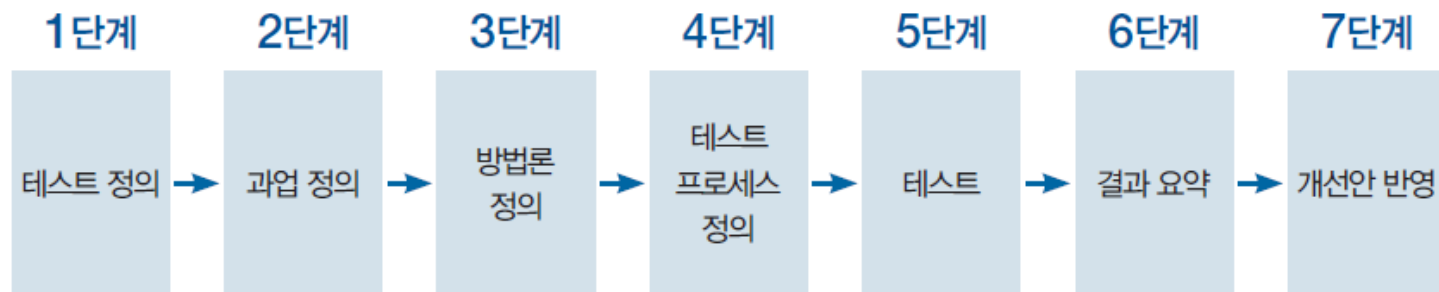 1단계 2단계 3단계 4단계 5단계 6단계 7단계
테스트 정의
과업 정의
방법론
정의
테스트
프로세스
정의
테스트
결과 요약
개선안 반영